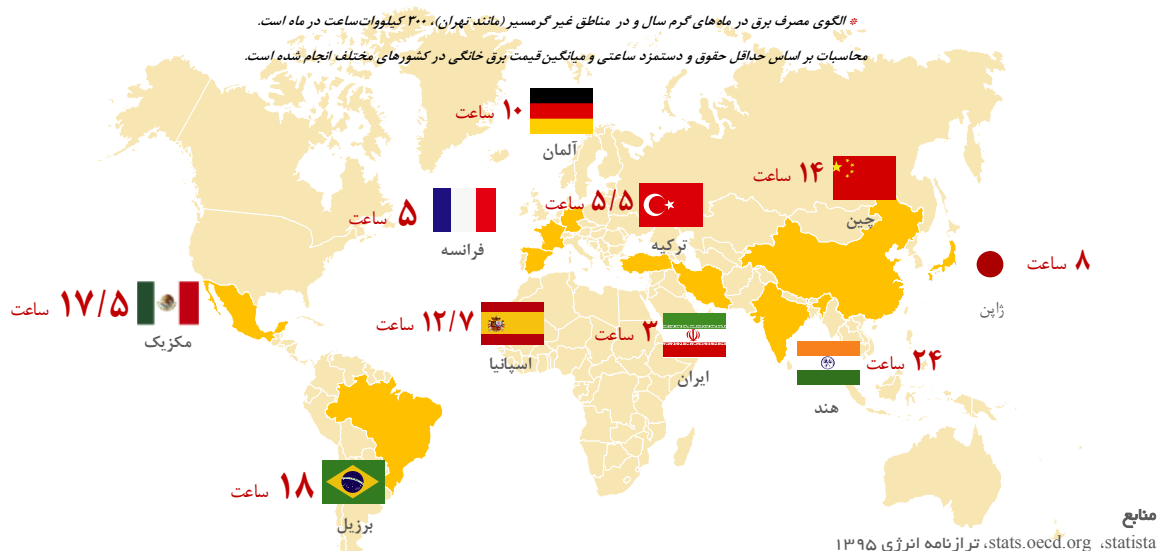 * الگوی مصرف برق در ماه‌های گرم سال و در مناطق غیر گرمسیر (مانند تهران)، ۳۰۰ کیلووات‌ساعت در ماه است.
محاسبات بر اساس حداقل حقوق و دستمزد ساعتی و میانگین قیمت برق خانگی در کشورهای مختلف انجام شده است.
۱۰ ساعت
آلمان
۱۴ ساعت
چین
۵/۵ ساعت
ترکیه
۵ ساعت
فرانسه
۸ ساعت
ژاپن
۱۷/۵ ساعت
مکزیک
۱۲/۷ ساعت
اسپانیا
۳ ساعت
ایران
۲۴ ساعت
هند
۱۸ ساعت
برزیل
منابع
statista، stats.oecd.org، ترازنامه انرژی ۱۳۹۵